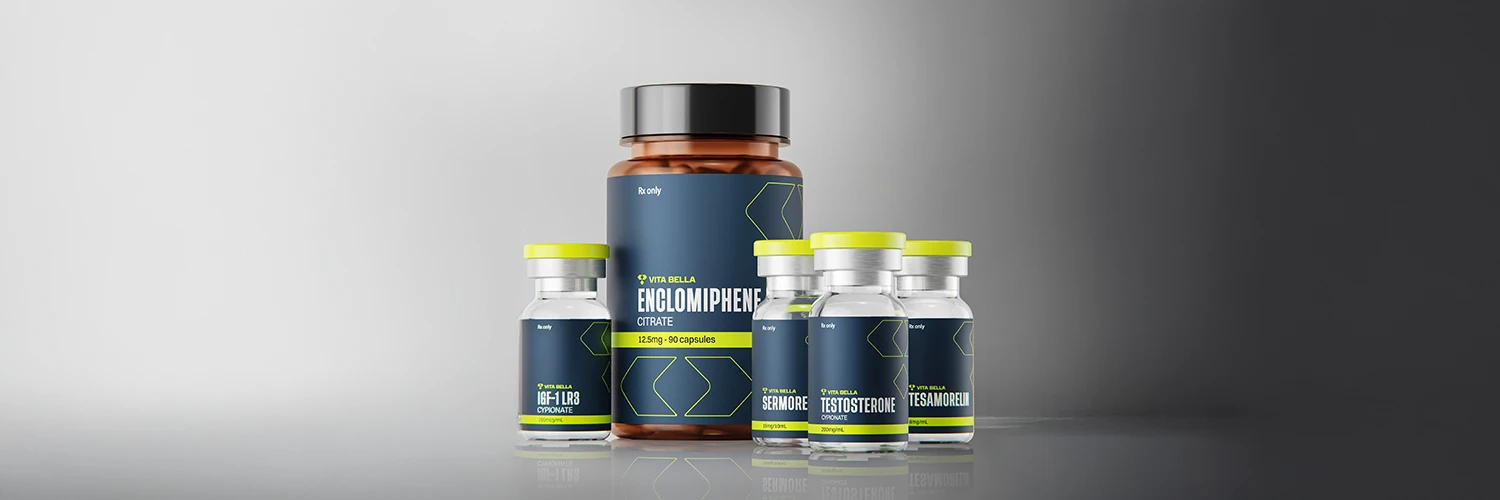 Rx only
VITA BELLA
ENCLOMIPHENE
CITRATE
12.5mg - 90 capsules
Rx only
VITA BELLA
IGF-1 LR3
CYPIONATE
Rx only
VITA BELLA
SERMORE
Rx only
VITA BELLA
TESTOSTERONE
CYPIONATE
200mg/mL
Rx only
VITA BELLA
TESAMORELIN